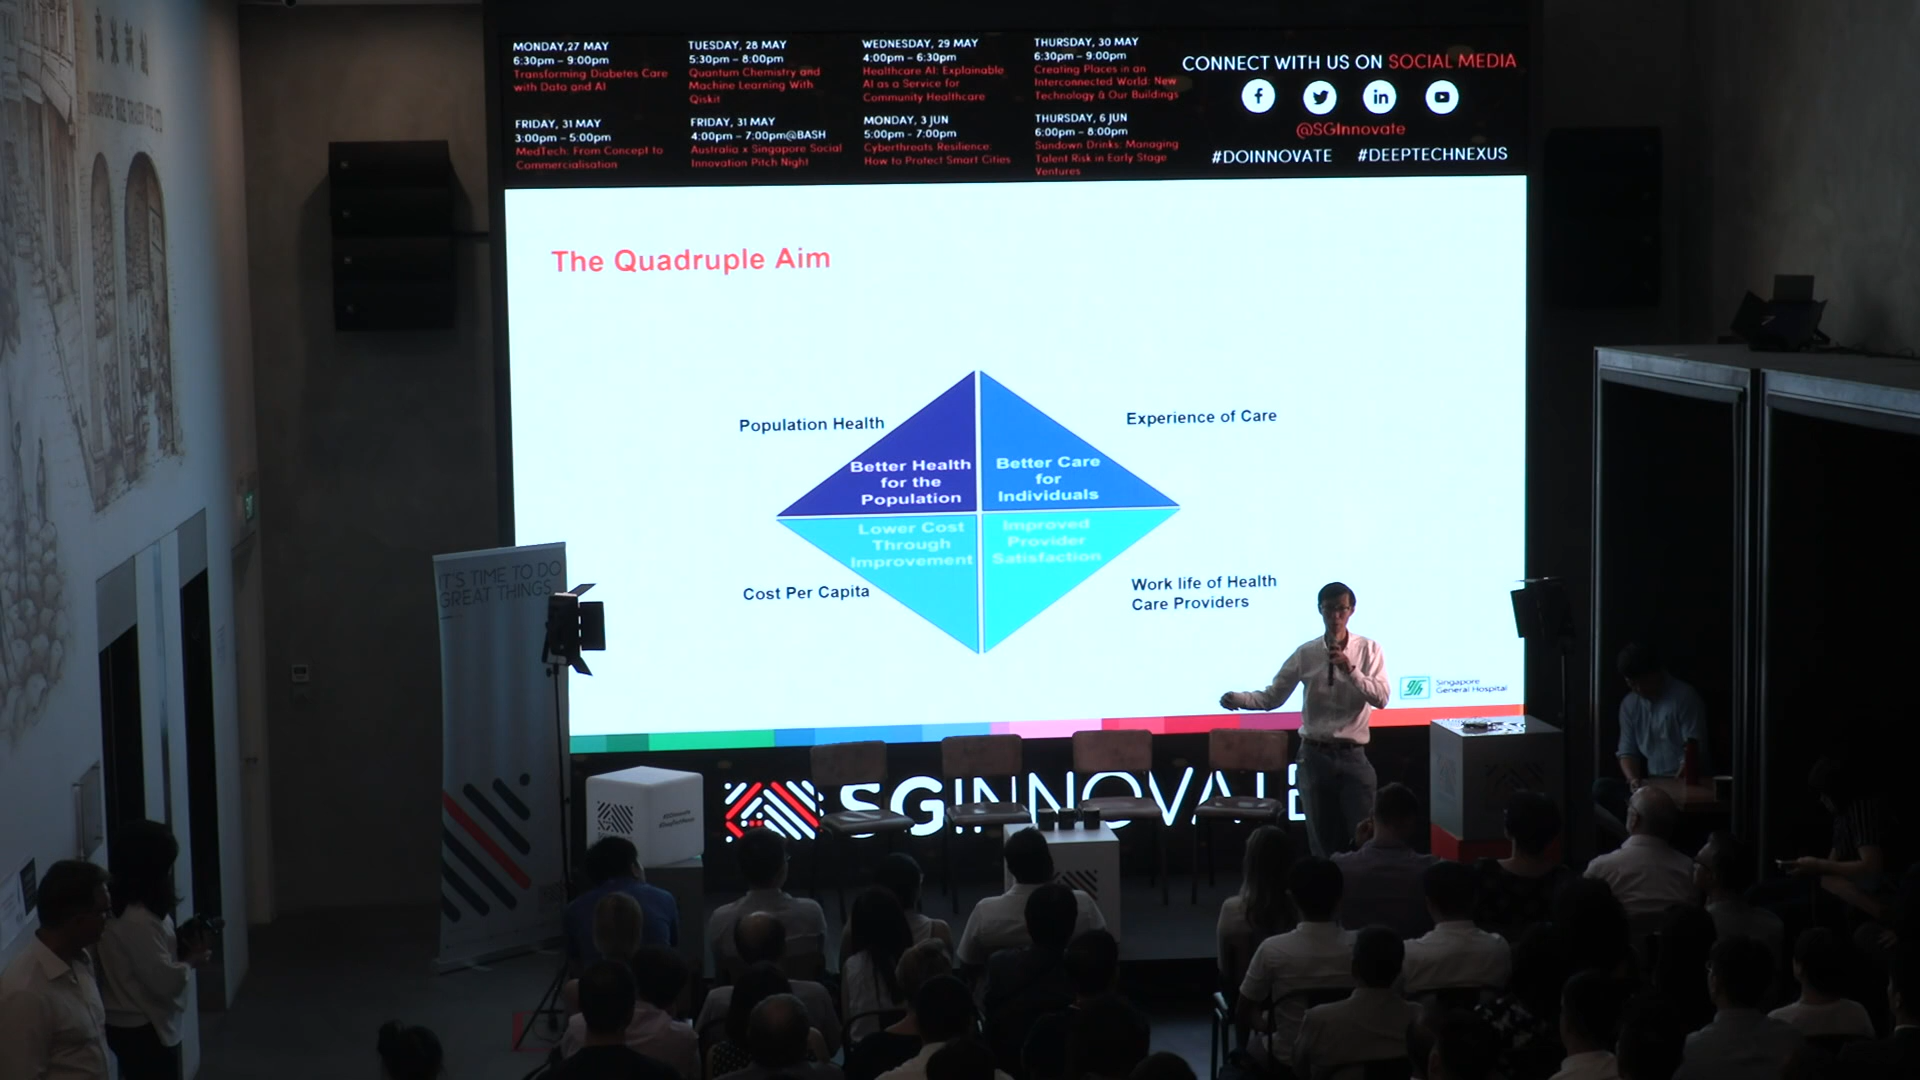 MONDAY,27 MAY
6:30pm – 9:00pm
Transforming Diabetes Care
with Data and AI
TUESDAY, 28 MAY
5:30pm – 8:00pm
Quantum Chemistry and
Machine Learning With
Qiskit
WEDNESDAY, 29 MAY
4:00pm – 6:30pm
Healthcare AI: Explainable
AI as a Service for
Community Healthcare
THURSDAY, 30 MAY
6:30pm – 9:00pm
Creating Places in an
Interconnected World: New
Technology & Our Buildings
FRIDAY, 31 MAY
3:00pm – 5:00pm
MedTech: From Concept to
Commercialisation
FRIDAY, 31 MAY
4:00pm – 7:00pm@BASH
Australia x Singapore Social
Innovation Pitch Night
MONDAY, 3 JUN
5:00pm - 7:00pm
Cyberthreats Resilience:
How to Protect Smart Cities
THURSDAY, 6 JUN
6:00pm – 8:00pm
Sundown Drinks: Managing
Talent Risk in Early Stage
Ventures
CONNECT WITH US ON SOCIAL MEDIA
@SGInnovate
#DOINNOVATE #DEEPTECHNEXUS
The Quadruple Aim
Population Health
Experience of Care
Better Health
for the
Population
Better Care
for
Individuals
Lower Cost
Through
Improvement
Improved
Provider
Satisfaction
Cost Per Capita
Work life of Health
Care Providers
Singapore
General Hospital
IT'S TIME TO DO
GREAT THINGS
SGINNOVATE